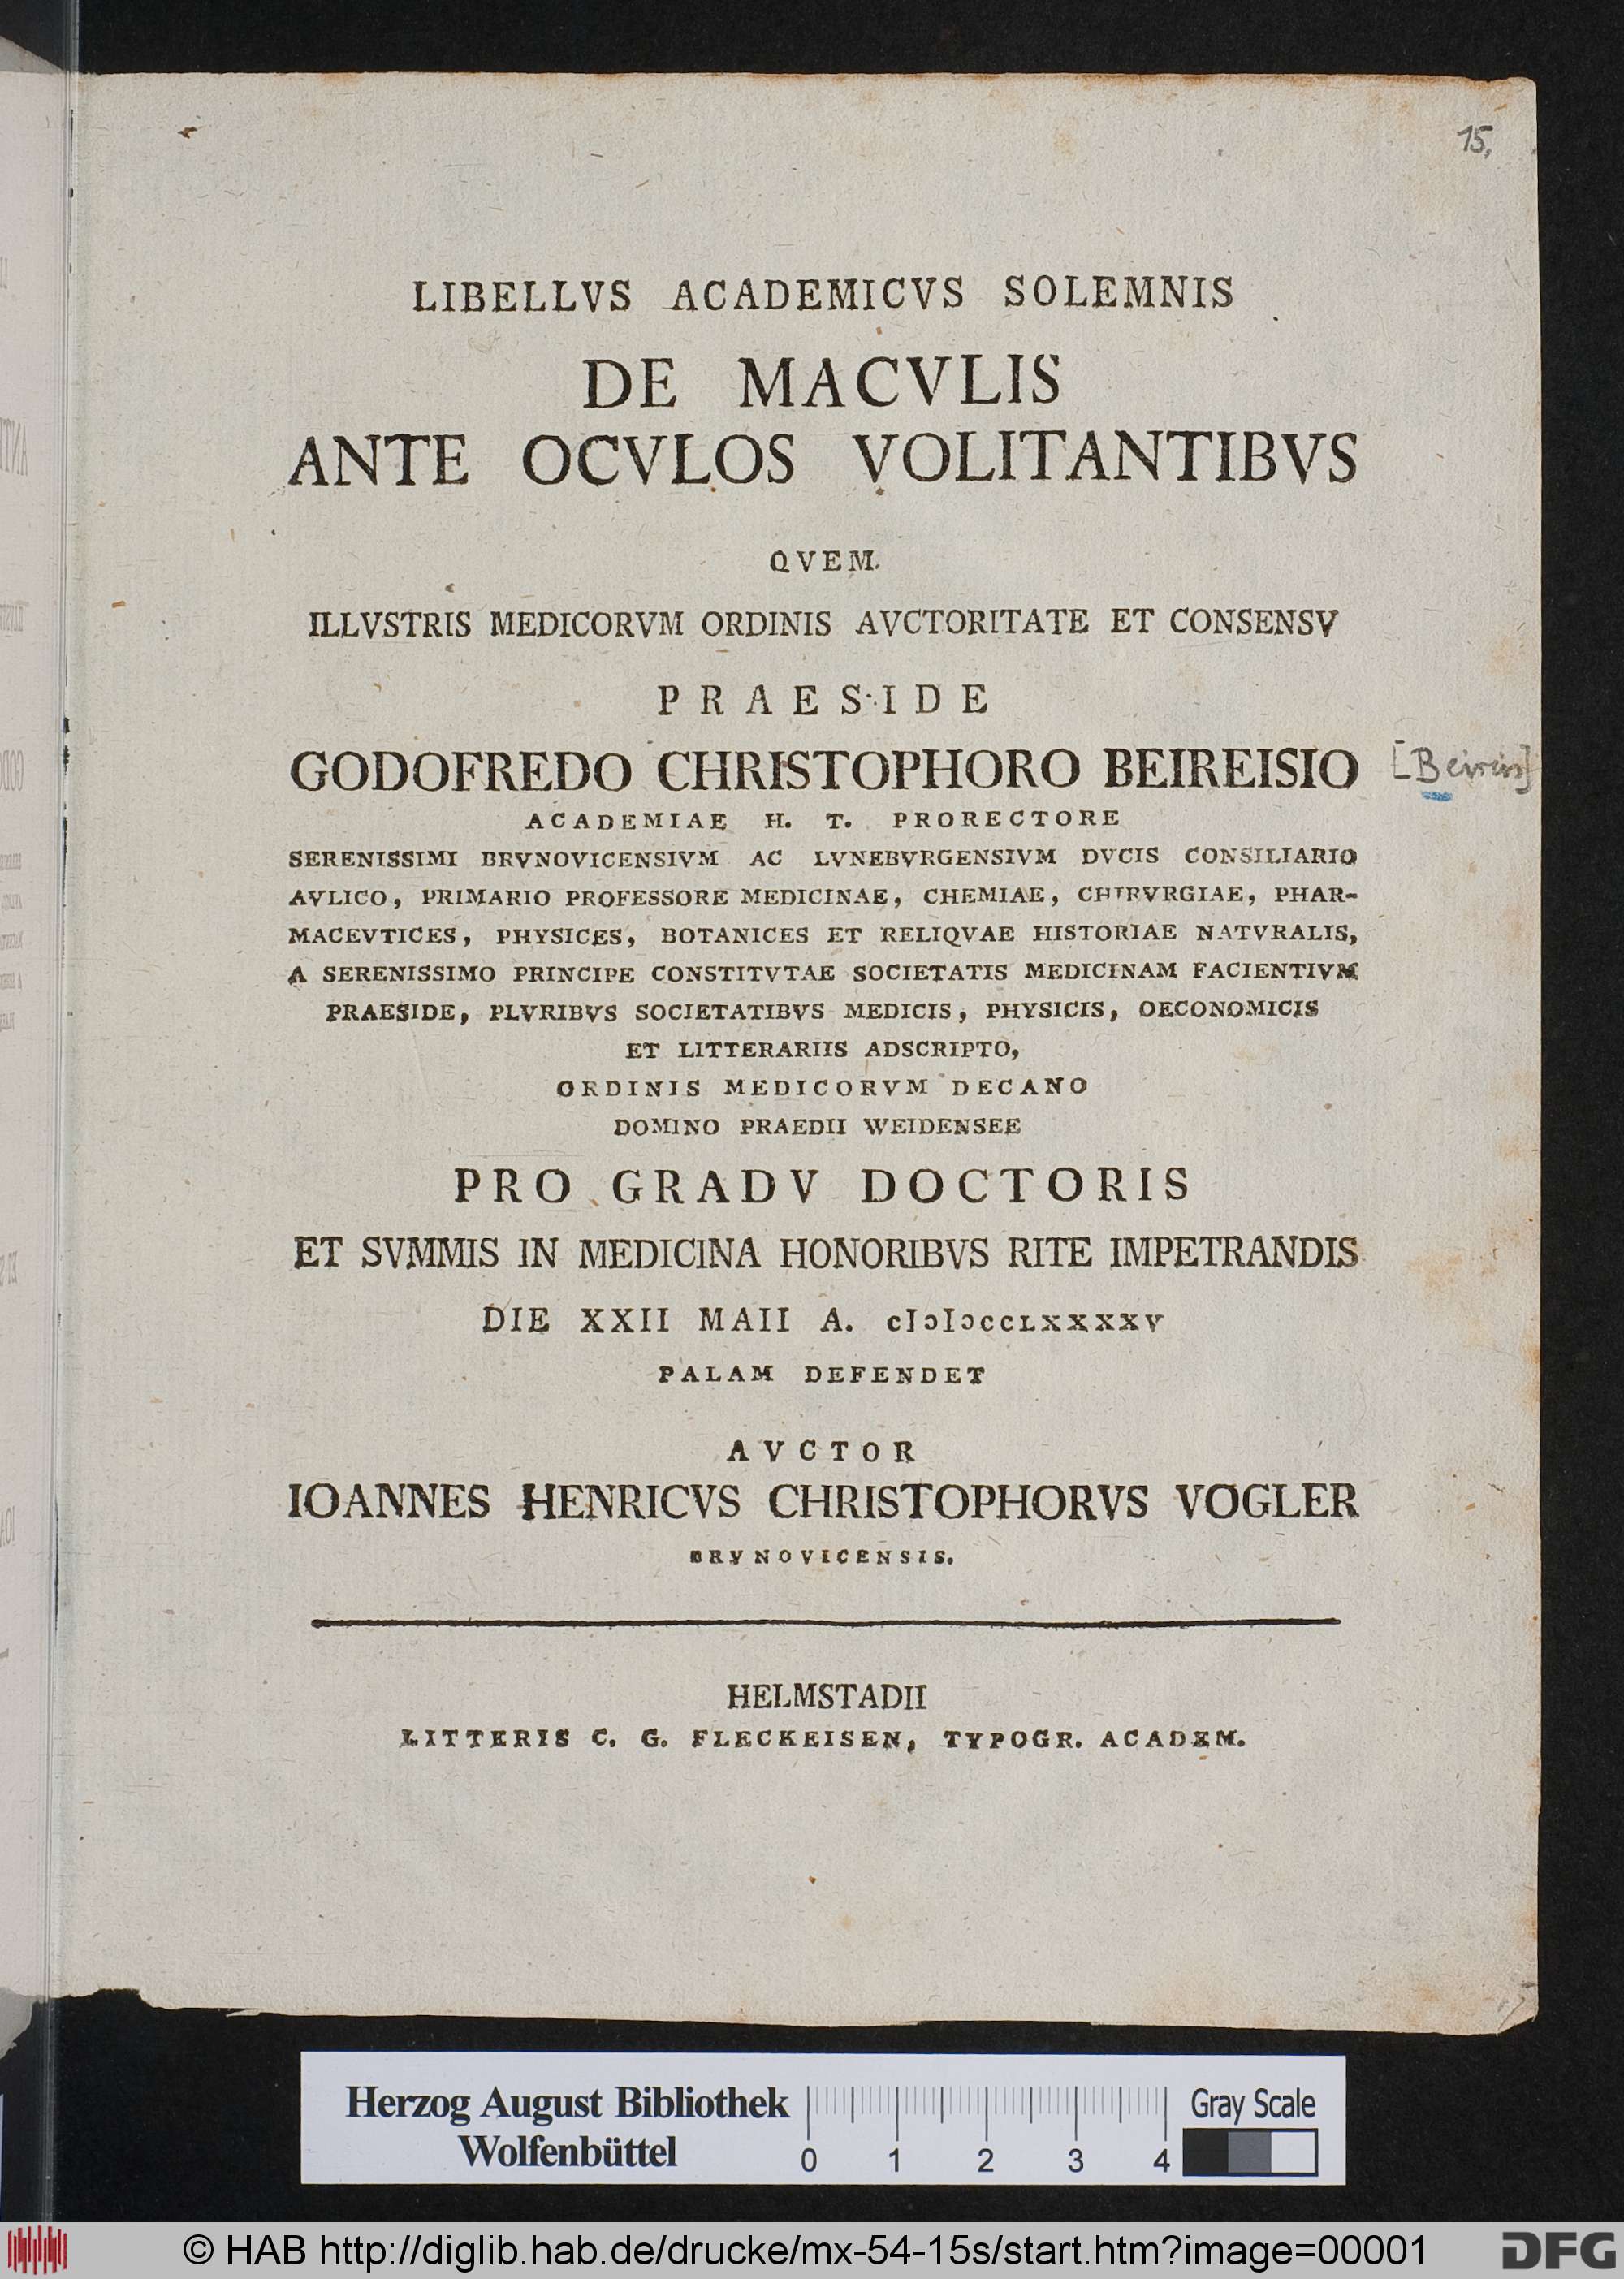 15,
LIBELLVS ACADEMICVS SOLEMNIS
DE MACVLIS
ANTE OCVLOS VOLITANTIBVS
QVEM
ILLVSTRIS MEDICORVM ORDINIS AVCTORITATE ET CONSENSV
PRAESIDE
GODOFREDO CHRISTOPHORO BEIREISIO [Beireis]
ACADEMIAE H. T. PRORECTORE
SERENISSIMI BRVNOVICENSIVM AC LVNEBVRGENSIVM DVCIS CONSILIARIO
AVLICO, PRIMARIO PROFESSORE MEDICINAE, CHEMIAE, CHIRVRGIAE, PHAR-
MACEVTICES, PHYSICES, BOTANICES ET RELIQVAE HISTORIAE NATVRALIS,
A SERENISSIMO PRINCIPE CONSTITVTAE SOCIETATIS MEDICINAM FACIENTIVM
PRAESIDE, PLVRIBVS SOCIETATIBVS MEDICIS, PHYSICIS, OECONOMICIS
ET LITTERARIIS ADSCRIPTO,
ORDINIS MEDICORVM DECANO
DOMINO PRAEDII WEIDENSEE
PRO GRADV DOCTORIS
ET SVMMIS IN MEDICINA HONORIBVS RITE IMPETRANDIS
DIE XXII MAII A. cIɔIɔccLxxxxv
PALAM DEFENDET
AVCTOR
IOANNES HENRICVS CHRISTOPHORVS VOGLER
BRVNOVICENSIS.
HELMSTADII
LITTERIS C. G. FLECKEISEN, TYPOGR. ACADEM.
Herzog August Bibliothek
Wolfenbüttel
0 1 2 3 4
Gray Scale
© HAB http://diglib.hab.de/drucke/mx-54-15s/start.htm?image=00001
DFG